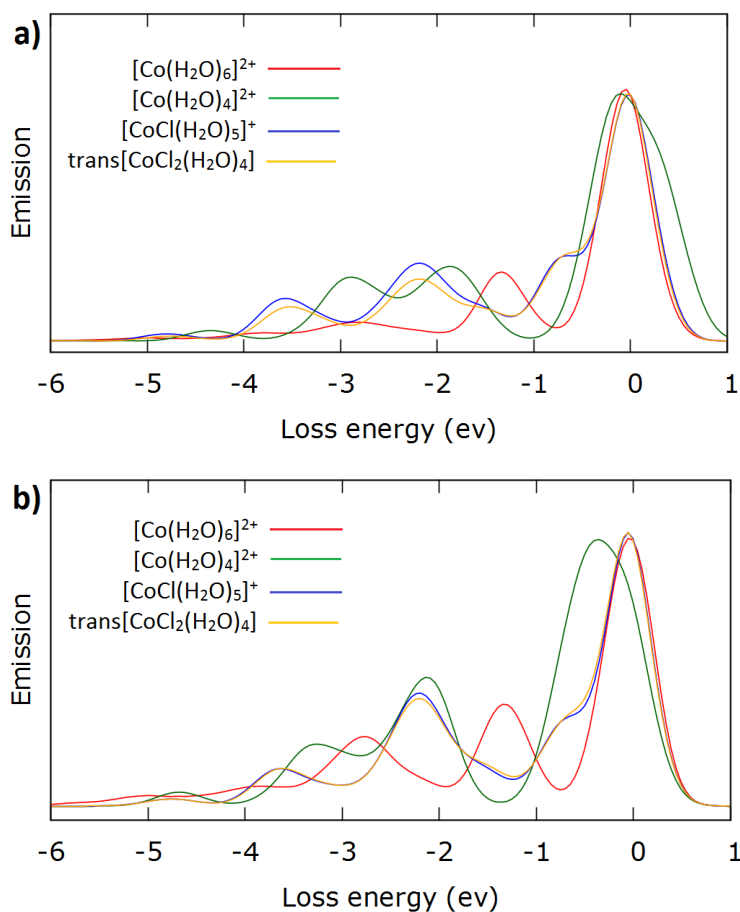 a)
[Co(H₂O)₆]²⁺
[Co(H₂O)₄]²⁺
[CoCl(H₂O)₅]⁺
trans[CoCl₂(H₂O)₄]
Emission
-6 -5 -4 -3 -2 -1 0 1
Loss energy (ev)
b)
[Co(H₂O)₆]²⁺
[Co(H₂O)₄]²⁺
[CoCl(H₂O)₅]⁺
trans[CoCl₂(H₂O)₄]
Emission
-6 -5 -4 -3 -2 -1 0 1
Loss energy (ev)